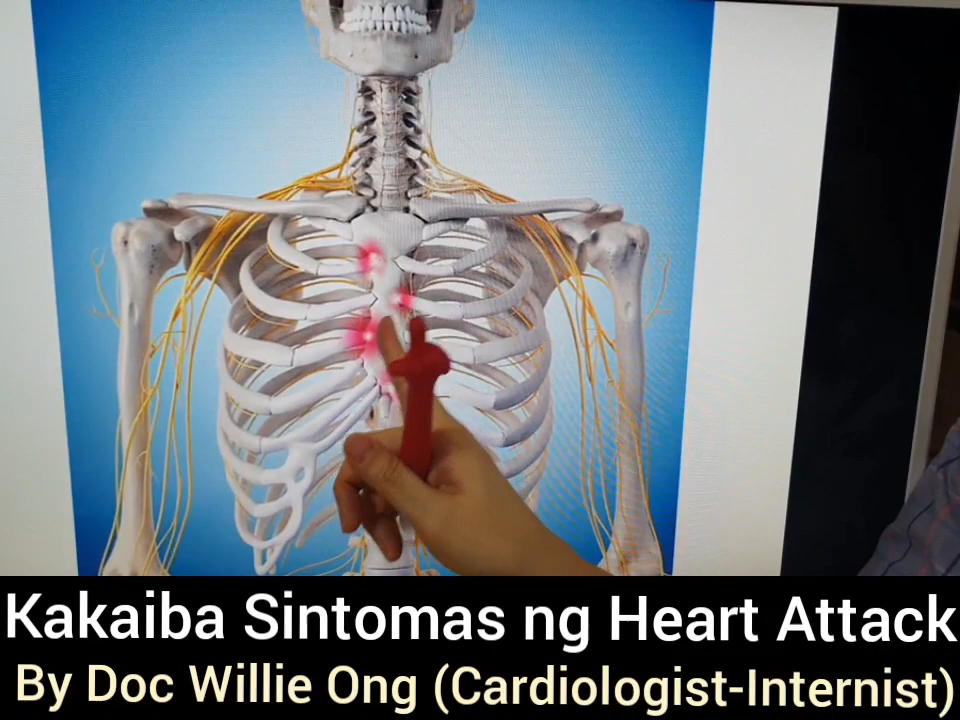 Kakaiba Sintomas ng Heart Attack
By Doc Willie Ong (Cardiologist-Internist)